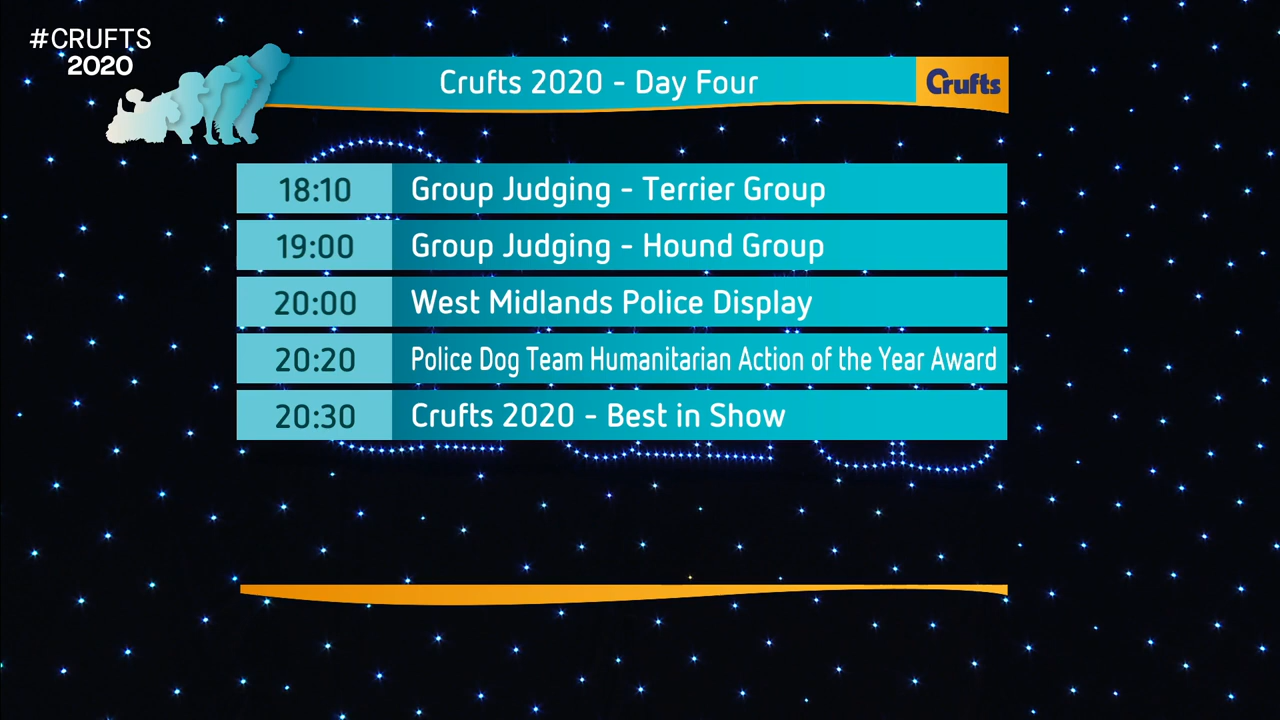 #CRUFTS
2020
Crufts 2020 - Day Four
Crufts
18:10 Group Judging - Terrier Group
19:00 Group Judging - Hound Group
20:00 West Midlands Police Display
20:20 Police Dog Team Humanitarian Action of the Year Award
20:30 Crufts 2020 - Best in Show